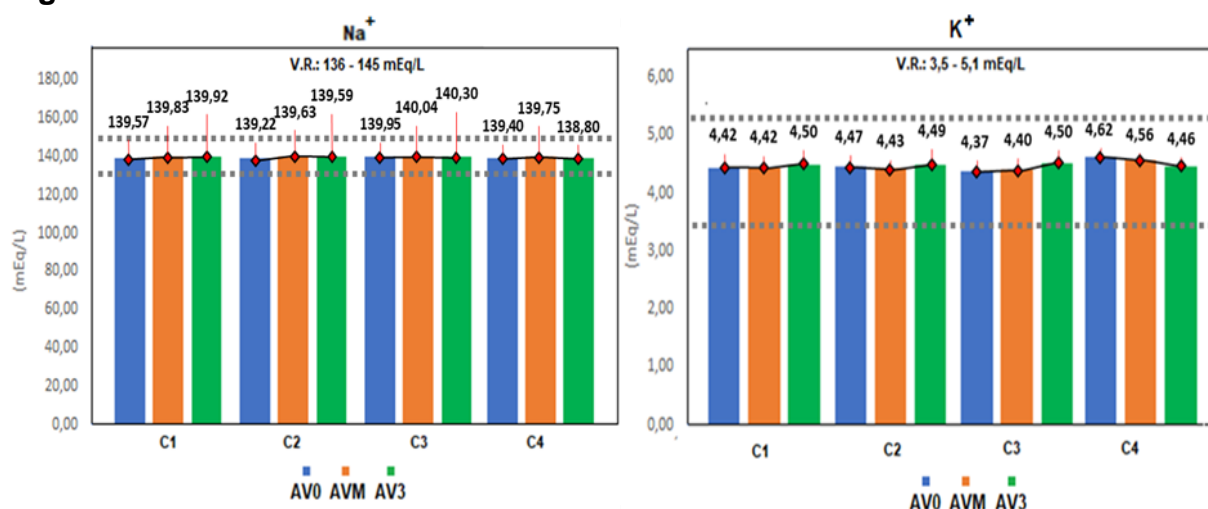 Na+
V.R.: 136 - 145 mEq/L
180,00
160,00
140,00
120,00
100,00
80,00
60,00
40,00
20,00
0,00
(mEq/L)
139,57
139,83
139,92
139,22
139,63
139,59
139,95
140,04
140,30
139,40
139,75
138,80
C1 C2 C3 C4
AV0 AVM AV3
K+
V.R.: 3,5 - 5,1 mEq/L
6,00
5,00
4,00
3,00
2,00
1,00
0,00
(mEq/L)
4,42 4,42 4,50 4,47 4,43 4,49 4,37 4,40 4,50 4,62 4,56 4,46
C1 C2 C3 C4
AV0 AVM AV3